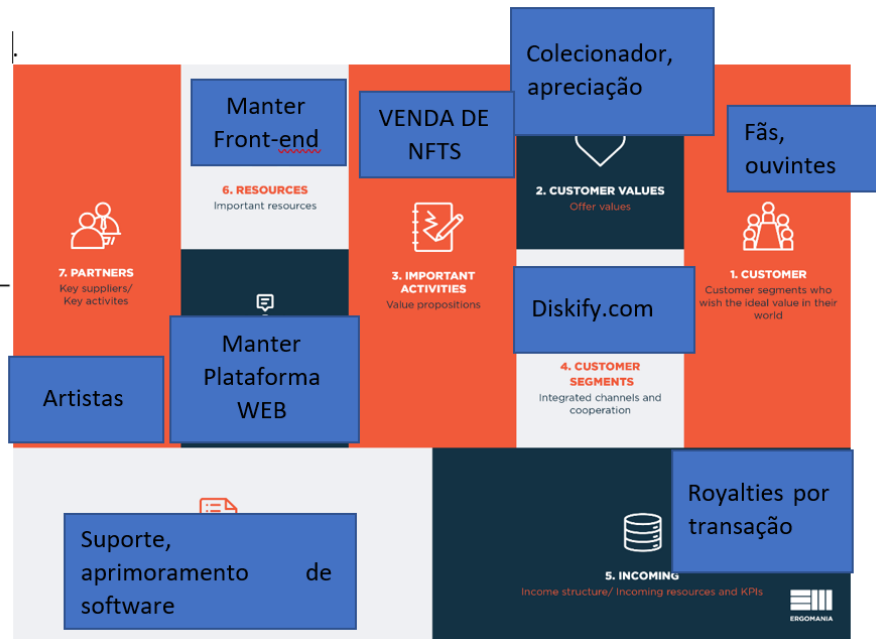 .
Colecionador,
apreciação
Manter
Front-end
VENDA DE
NFTS
Fãs,
ouvintes
6. RESOURCES
Important resources
2. CUSTOMER VALUES
Offer values
7. PARTNERS
Key suppliers/
Key activites
3. IMPORTANT
ACTIVITIES
Value propositions
1. CUSTOMER
Customer segments who
wish the ideal value in their
world
Diskify.com
Manter
Plataforma
WEB
4. CUSTOMER
SEGMENTS
Integrated channels and
cooperation
Artistas
Royalties por
transação
Suporte,
aprimoramento de
software
5. INCOMING
Income structure/ Incoming resources and KPIs
ERGOMANIA